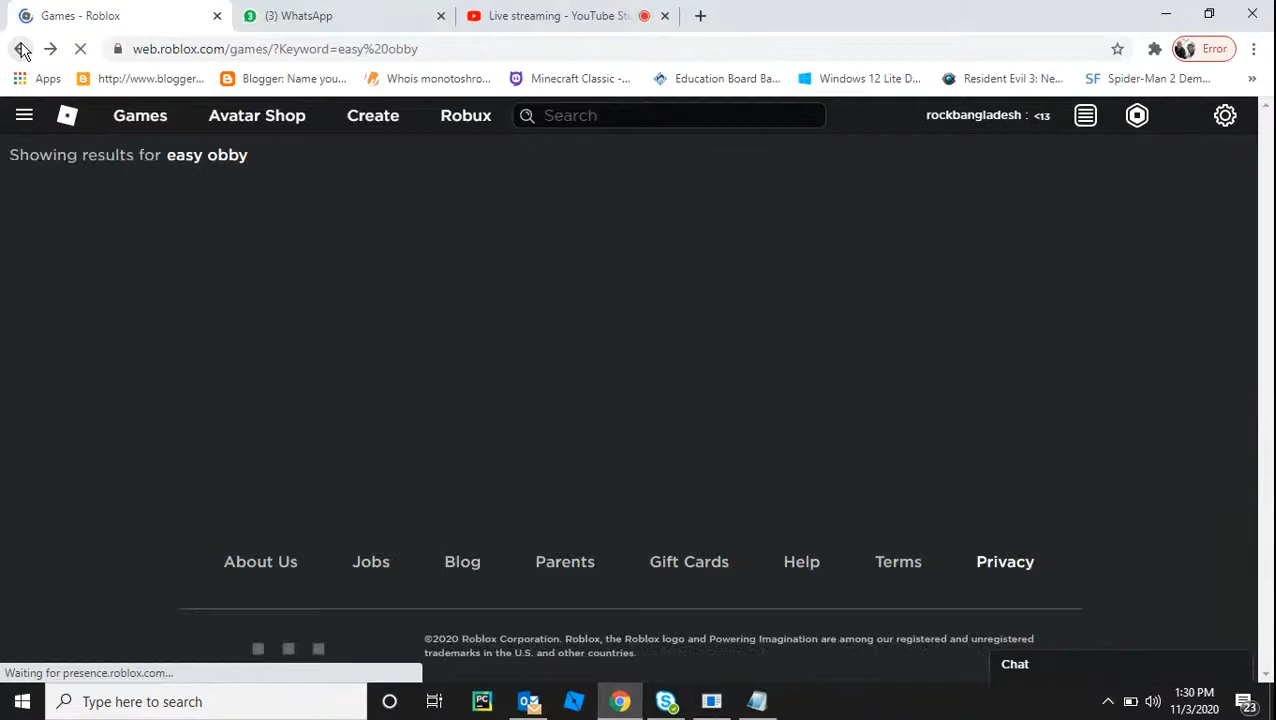 Games - Roblox
(3) WhatsApp
Live streaming - YouTube Stu
web.roblox.com/games/?Keyword=easy%20obby
Error
Apps
http://www.blogger...
Blogger: Name you...
Whois monotoshro...
Minecraft Classic -...
Education Board Ba...
Windows 12 Lite D...
Resident Evil 3: Ne...
SF Spider-Man 2 Dem...
»
Games
Avatar Shop
Create
Robux
Search
rockbangladesh : <13
Showing results for easy obby
About Us
Jobs
Blog
Parents
Gift Cards
Help
Terms
Privacy
©2020 Roblox Corporation. Roblox, the Roblox logo and Powering Imagination are among our registered and unregistered
trademarks in the U.S. and other countries.
Chat
Waiting for presence.roblox.com...
Type here to search
PC
1:30 PM
11/3/2020
23